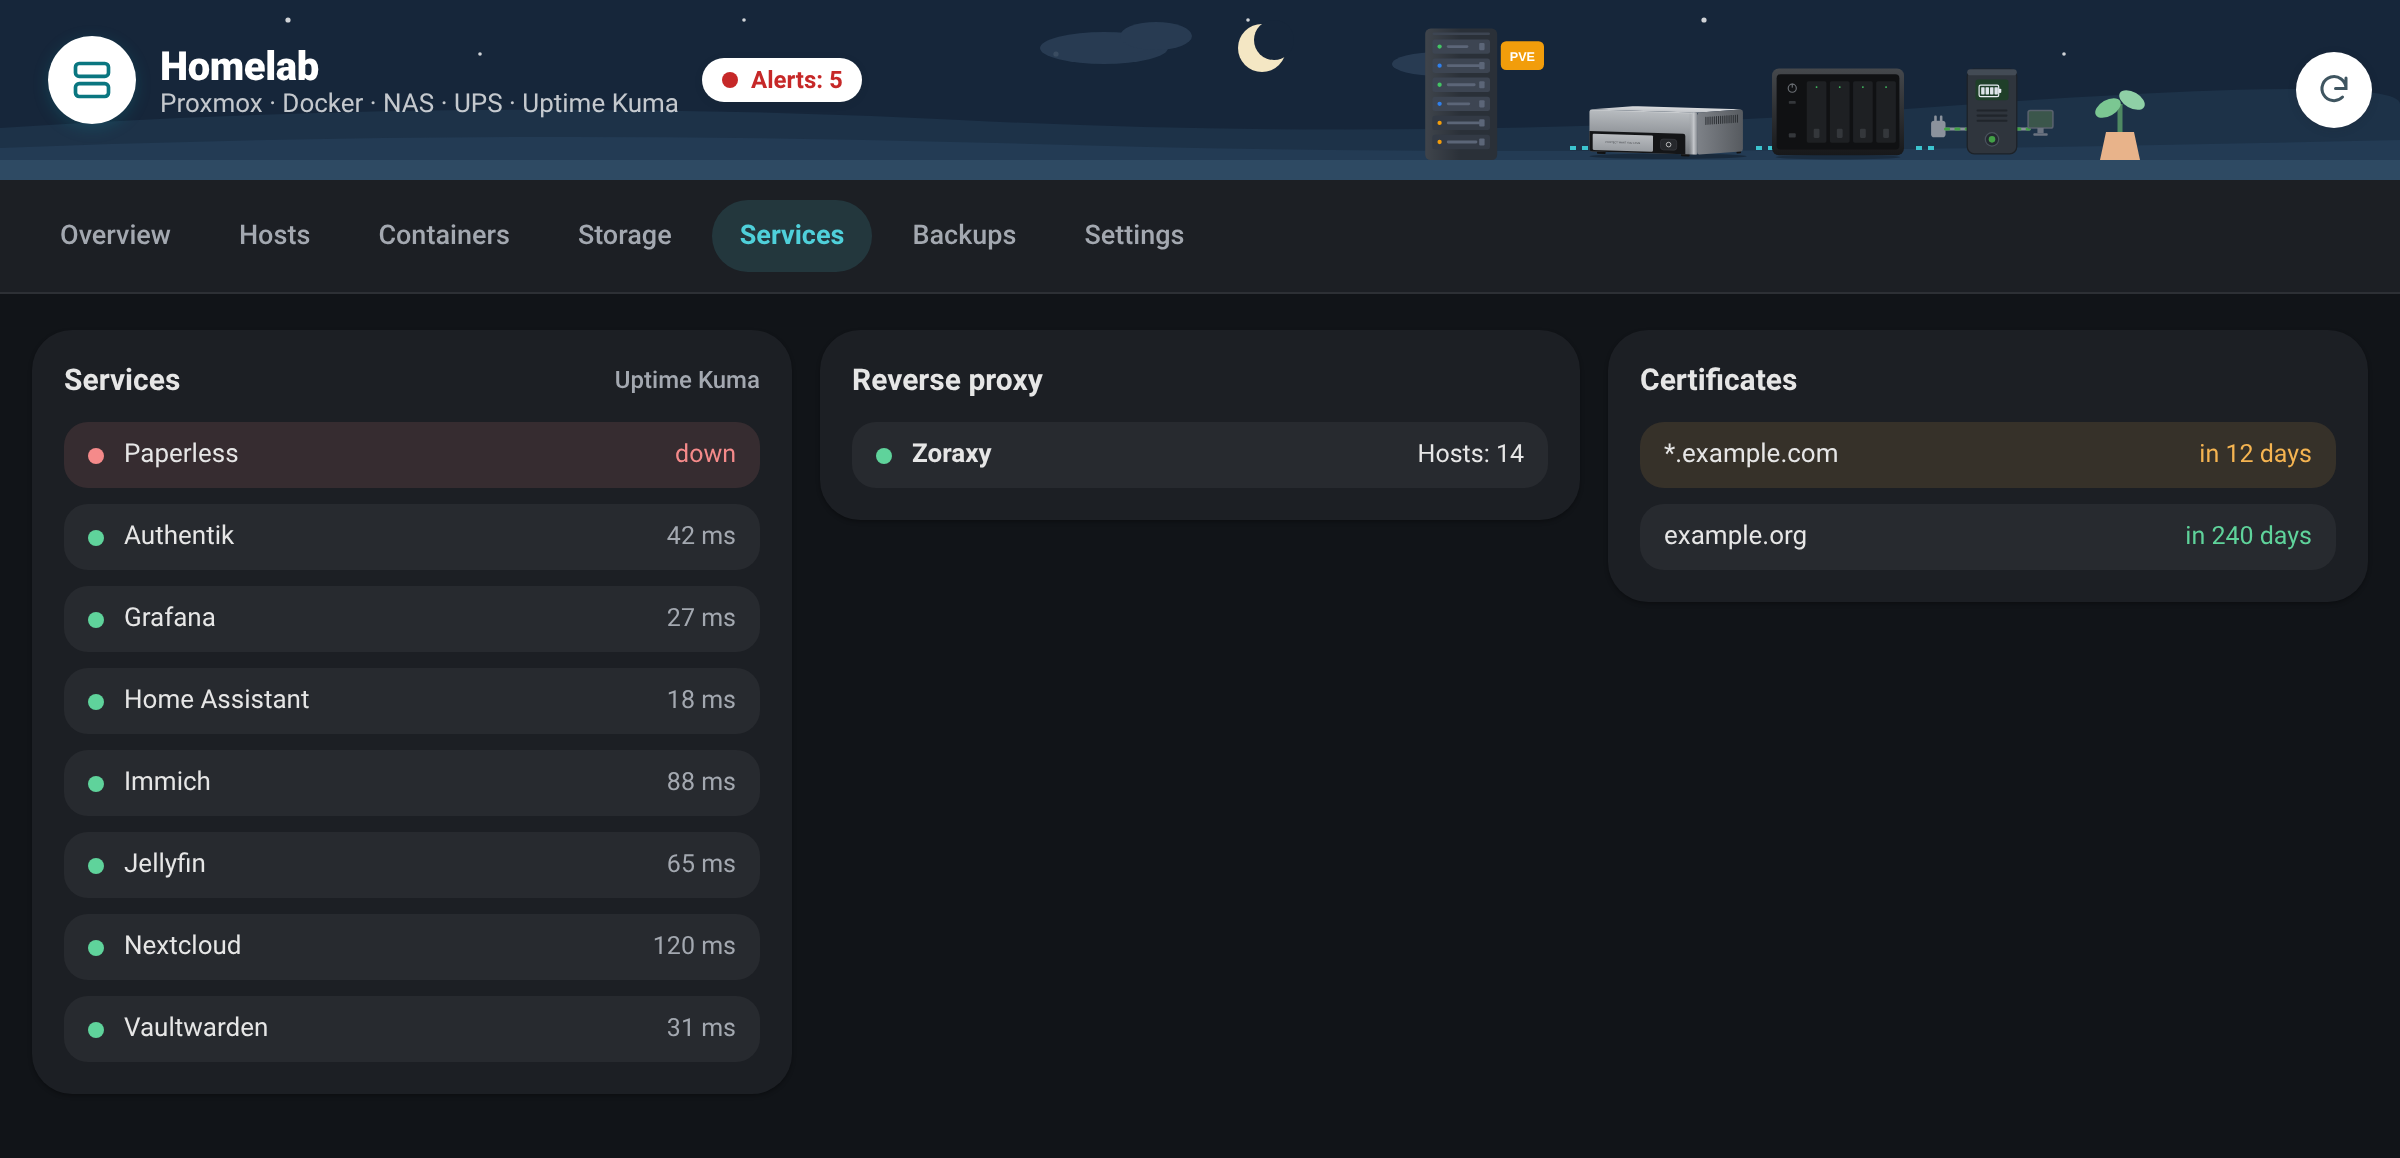 Homelab
Proxmox · Docker · NAS · UPS · Uptime Kuma
Alerts: 5
PVE
Overview
Hosts
Containers
Storage
Services
Backups
Settings
Services
Uptime Kuma
Paperless
down
Authentik
42 ms
Grafana
27 ms
Home Assistant
18 ms
Immich
88 ms
Jellyfin
65 ms
Nextcloud
120 ms
Vaultwarden
31 ms
Reverse proxy
Zoraxy
Hosts: 14
Certificates
*.example.com
in 12 days
example.org
in 240 days